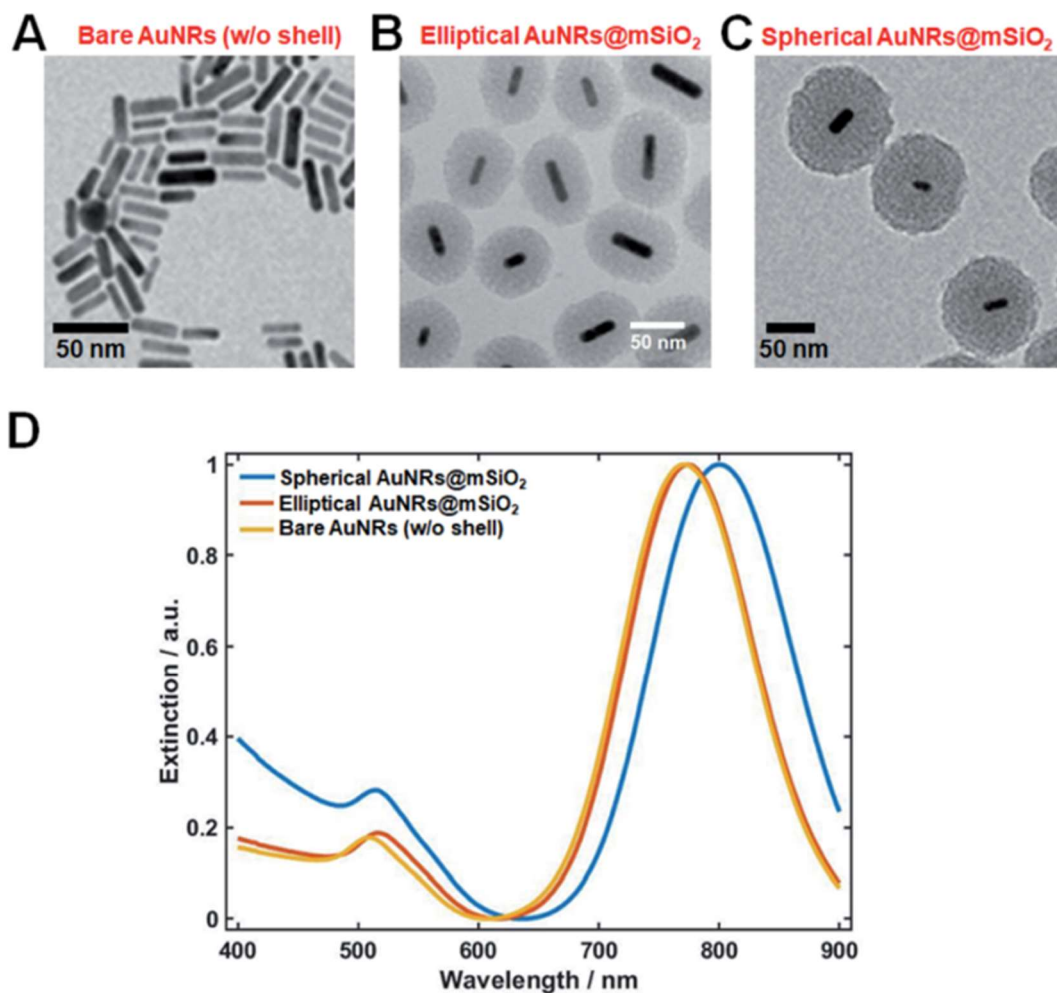 A Bare AuNRs (w/o shell)
B Elliptical AuNRs@mSiO₂
C Spherical AuNRs@mSiO₂
50 nm
50 nm
50 nm
D
Spherical AuNRs@mSiO₂
Elliptical AuNRs@mSiO₂
Bare AuNRs (w/o shell)
Extinction / a.u.
1
0.8
0.6
0.4
0.2
0
400 500 600 700 800 900
Wavelength / nm